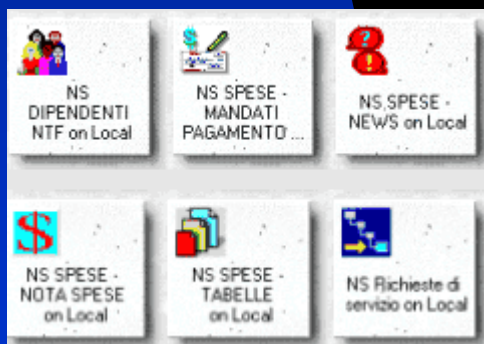 NS
DIPENDENTI
NTF on Local
NS SPESE -
MANDATI
PAGAMENTO ...
NS SPESE -
NEWS on Local
NS SPESE -
NOTA SPESE
on Local
NS SPESE -
TABELLE
on Local
NS Richieste di
servizio on Local